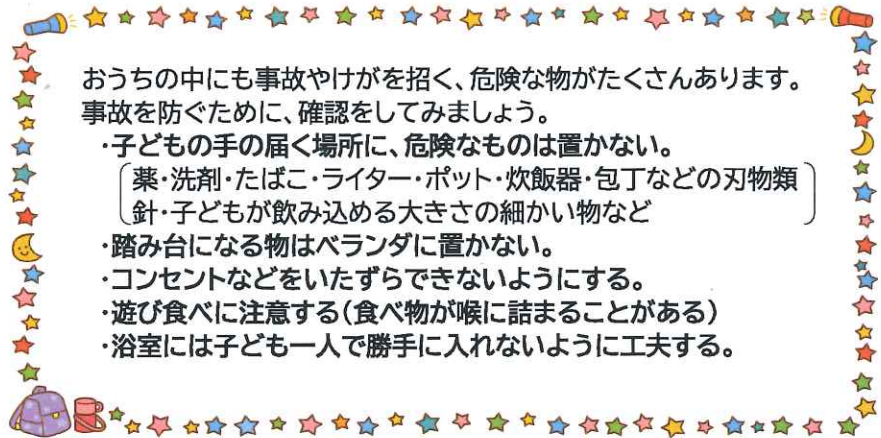 おうちの中にも事故やけがを招く、危険な物がたくさんあります。
事故を防ぐために、確認をしてみましょう。
・子どもの手の届く場所に、危険なものは置かない。
薬・洗剤・たばこ・ライター・ポット・炊飯器・包丁などの刃物類
針・子どもが飲み込める大きさの細かい物など
・踏み台になる物はベランダに置かない。
・コンセントなどをいたずらできないようにする。
・遊び食べに注意する(食べ物が喉に詰まることがある)
・浴室には子ども一人で勝手に入れないように工夫する。